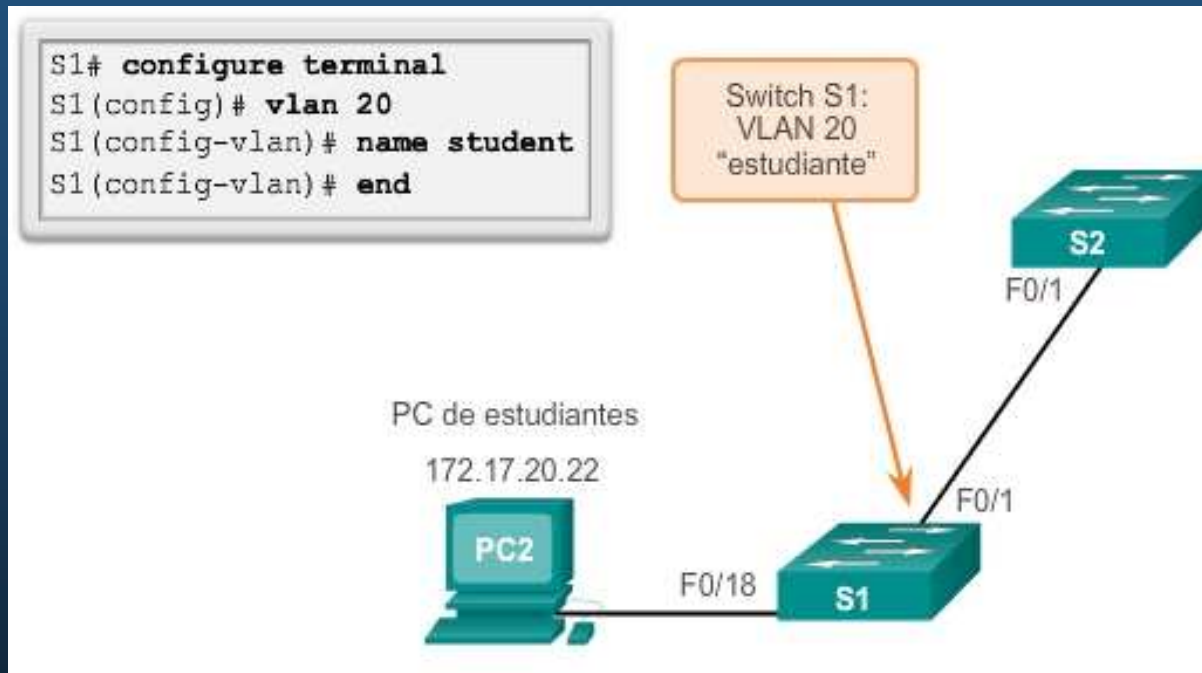 S1# configure terminal
S1(config)# vlan 20
S1(config-vlan)# name student
S1(config-vlan)# end
Switch S1:
VLAN 20
“estudiante”
S2
F0/1
PC de estudiantes
172.17.20.22
F0/1
PC2
F0/18
S1